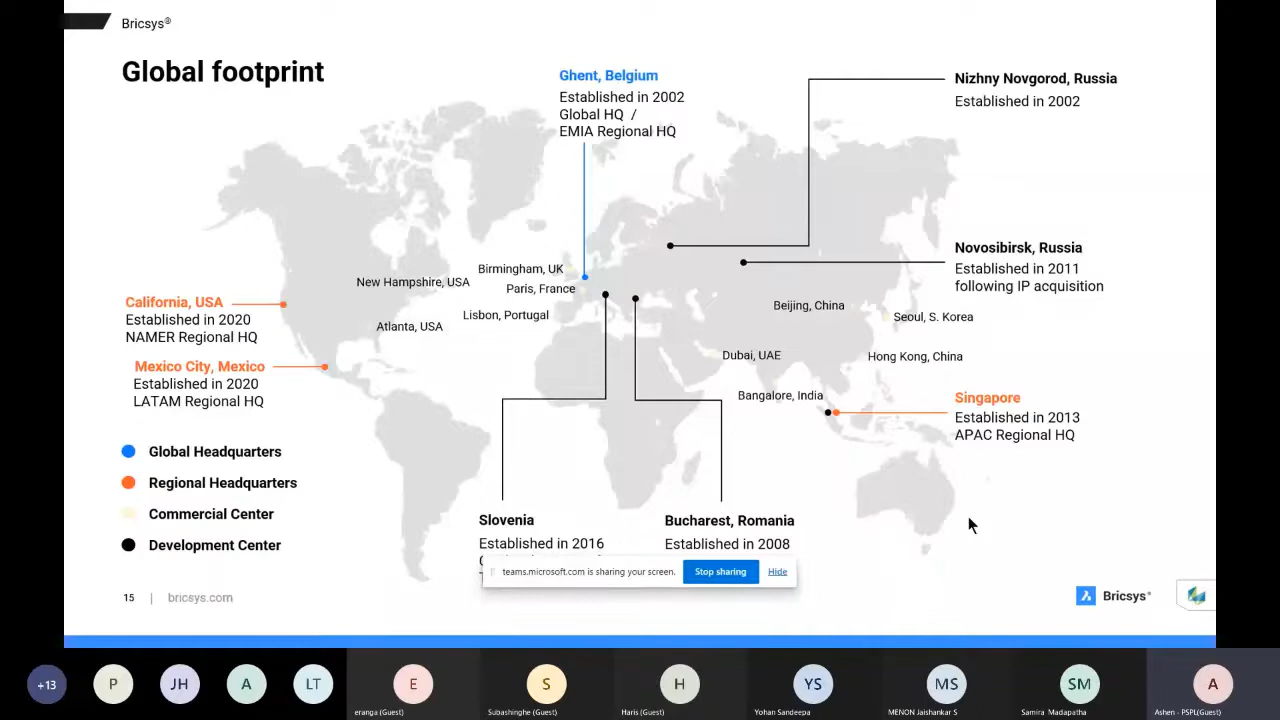 Bricsys®
Global footprint
Ghent, Belgium
Established in 2002
Global HQ /
EMIA Regional HQ
Nizhny Novgorod, Russia
Established in 2002
Novosibirsk, Russia
Established in 2011
following IP acquisition
Birmingham, UK
New Hampshire, USA
Paris, France
Lisbon, Portugal
Atlanta, USA
California, USA
Established in 2020
NAMER Regional HQ
Mexico City, Mexico
Established in 2020
LATAM Regional HQ
Beijing, China
Seoul, S. Korea
Dubai, UAE
Hong Kong, China
Bangalore, India
Singapore
Established in 2013
APAC Regional HQ
Global Headquarters
Regional Headquarters
Commercial Center
Development Center
Slovenia
Established in 2016
Bucharest, Romania
Established in 2008
teams.microsoft.com is sharing your screen.
Stop sharing
Hide
15 | bricsys.com
Bricsys®
+13
P
JH
A
LT
E
S
H
YS
MS
SM
A
eranga (Guest)
Subashinghe (Guest)
Haris (Guest)
Yohan Sandeepa
MENON Jaishankar S
Samira Madapatha
Ashen - PSPL(Guest)